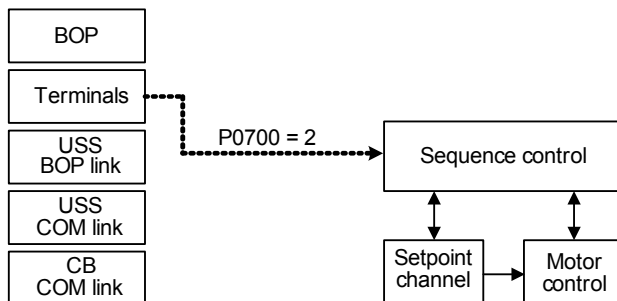 BOP
Terminals
USS
BOP link
USS
COM link
CB
COM link
P0700 = 2
Sequence control
Setpoint
channel
Motor
control